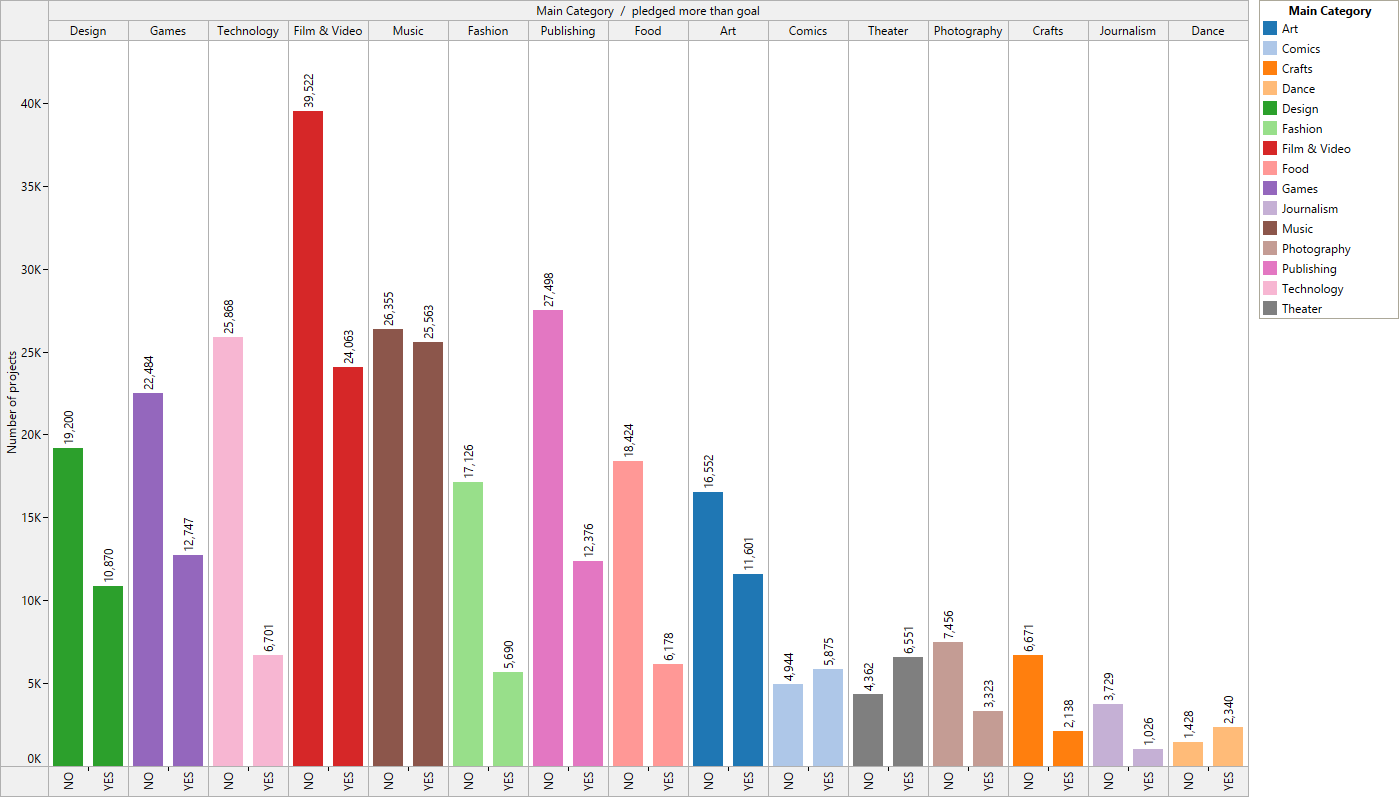 Main Category / pledged more than goal
Design Games Technology Film & Video Music Fashion Publishing Food Art Comics Theater Photography Crafts Journalism Dance
Number of projects
40K
35K
30K
25K
20K
15K
10K
5K
0K
19,200 10,870 22,484 12,747 25,868 6,701 39,522 24,063 26,355 25,563 17,126 5,690 27,498 12,376 18,424 6,178 16,552 11,601 4,944 5,875 4,362 6,551 7,456 3,323 6,671 2,138 3,729 1,026 1,428 2,340
NO YES NO YES NO YES NO YES NO YES NO YES NO YES NO YES NO YES NO YES NO YES NO YES NO YES NO YES NO YES
Main Category
Art
Comics
Crafts
Dance
Design
Fashion
Film & Video
Food
Games
Journalism
Music
Photography
Publishing
Technology
Theater